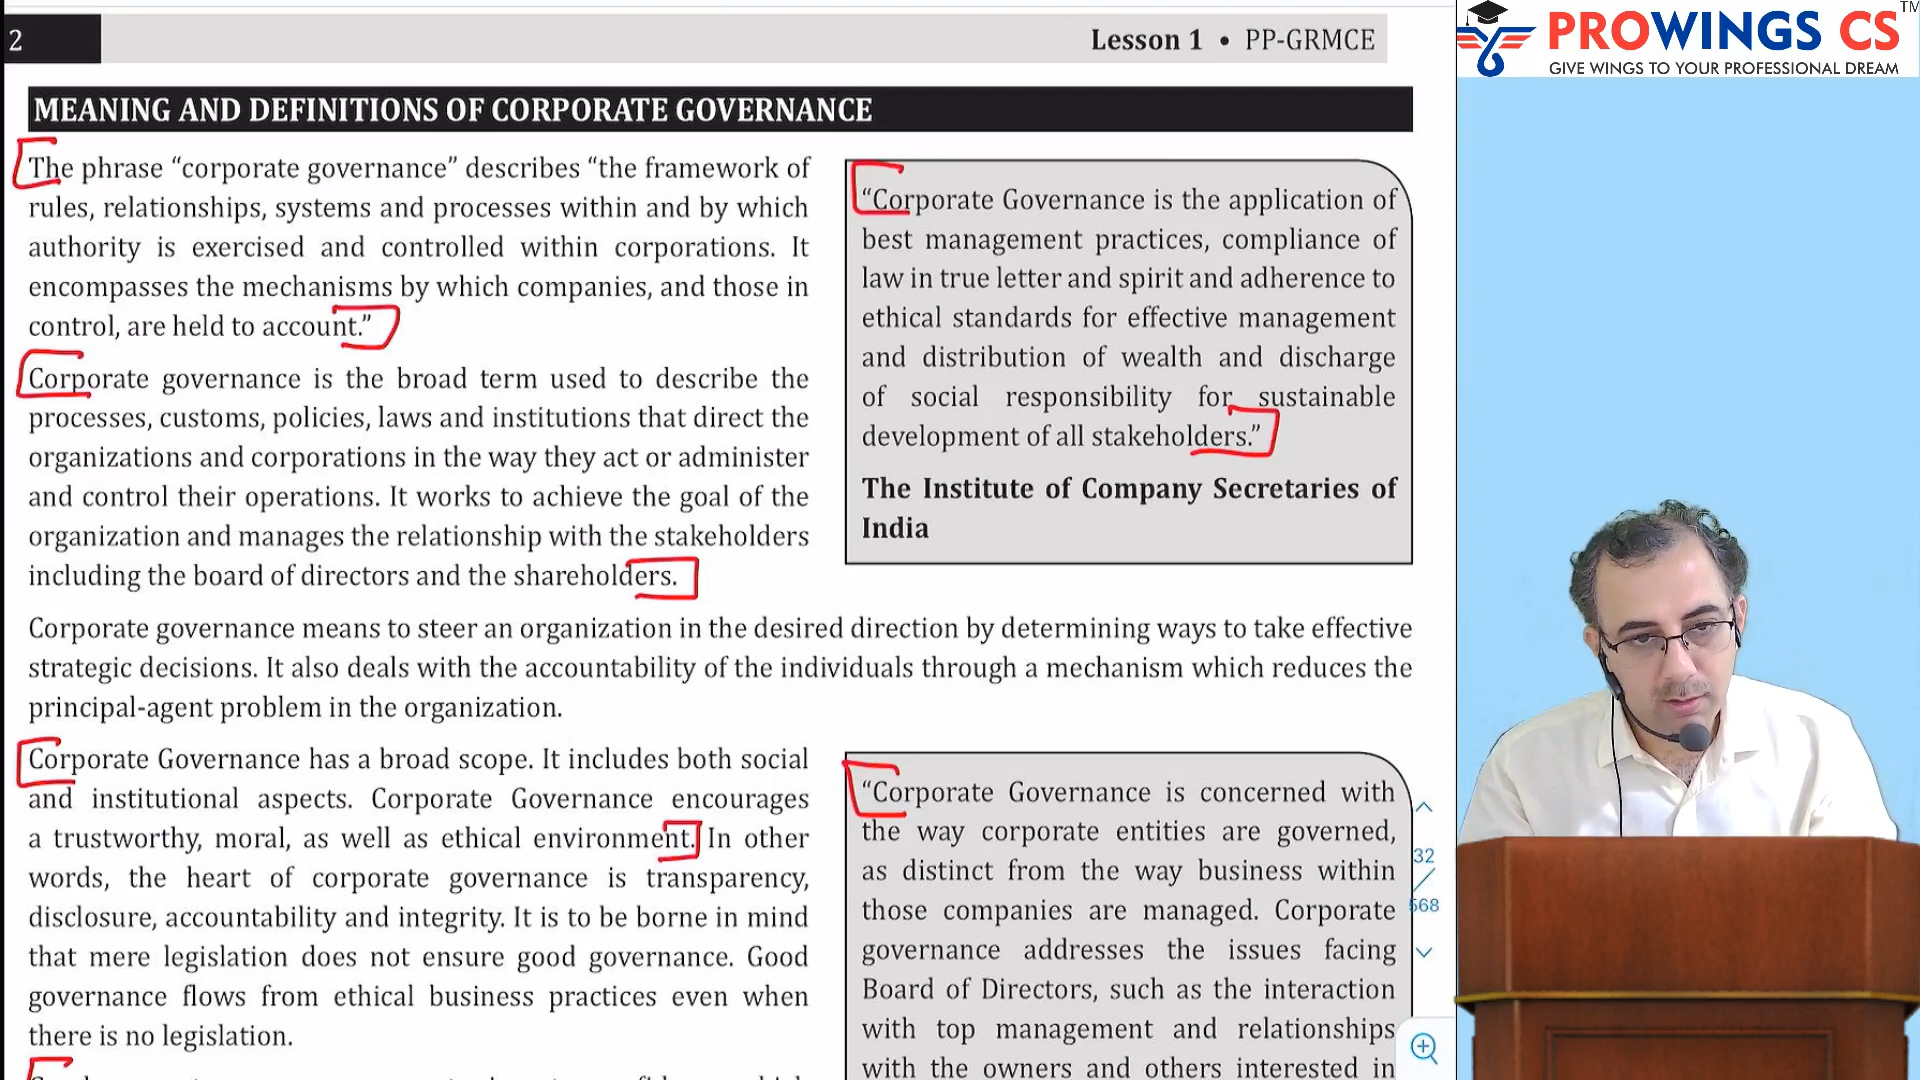 2
Lesson 1 • PP-GRMCE
MEANING AND DEFINITIONS OF CORPORATE GOVERNANCE
The phrase “corporate governance” describes “the framework of
rules, relationships, systems and processes within and by which
authority is exercised and controlled within corporations. It
encompasses the mechanisms by which companies, and those in
control, are held to account.”
Corporate governance is the broad term used to describe the
processes, customs, policies, laws and institutions that direct the
organizations and corporations in the way they act or administer
and control their operations. It works to achieve the goal of the
organization and manages the relationship with the stakeholders
including the board of directors and the shareholders.
“Corporate Governance is the application of
best management practices, compliance of
law in true letter and spirit and adherence to
ethical standards for effective management
and distribution of wealth and discharge
of social responsibility for sustainable
development of all stakeholders.”
The Institute of Company Secretaries of
India
Corporate governance means to steer an organization in the desired direction by determining ways to take effective
strategic decisions. It also deals with the accountability of the individuals through a mechanism which reduces the
principal-agent problem in the organization.
Corporate Governance has a broad scope. It includes both social
and institutional aspects. Corporate Governance encourages
a trustworthy, moral, as well as ethical environment. In other
words, the heart of corporate governance is transparency,
disclosure, accountability and integrity. It is to be borne in mind
that mere legislation does not ensure good governance. Good
governance flows from ethical business practices even when
there is no legislation.
“Corporate Governance is concerned with
the way corporate entities are governed,
as distinct from the way business within
those companies are managed. Corporate
governance addresses the issues facing
Board of Directors, such as the interaction
with top management and relationships
with the owners and others interested in
32
568
PROWINGS CS TM
GIVE WINGS TO YOUR PROFESSIONAL DREAM